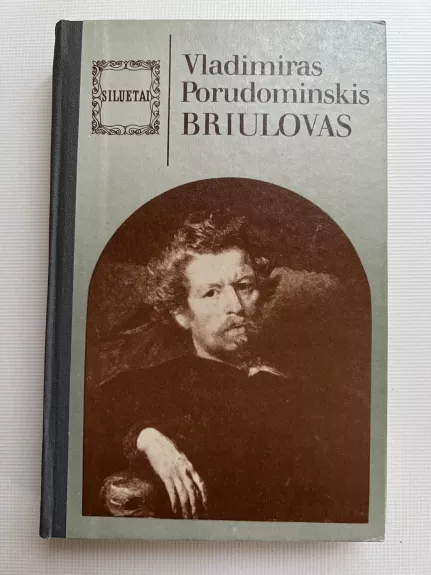 SILUETAI
Vladimiras
Porudominskis
BRIULOVAS